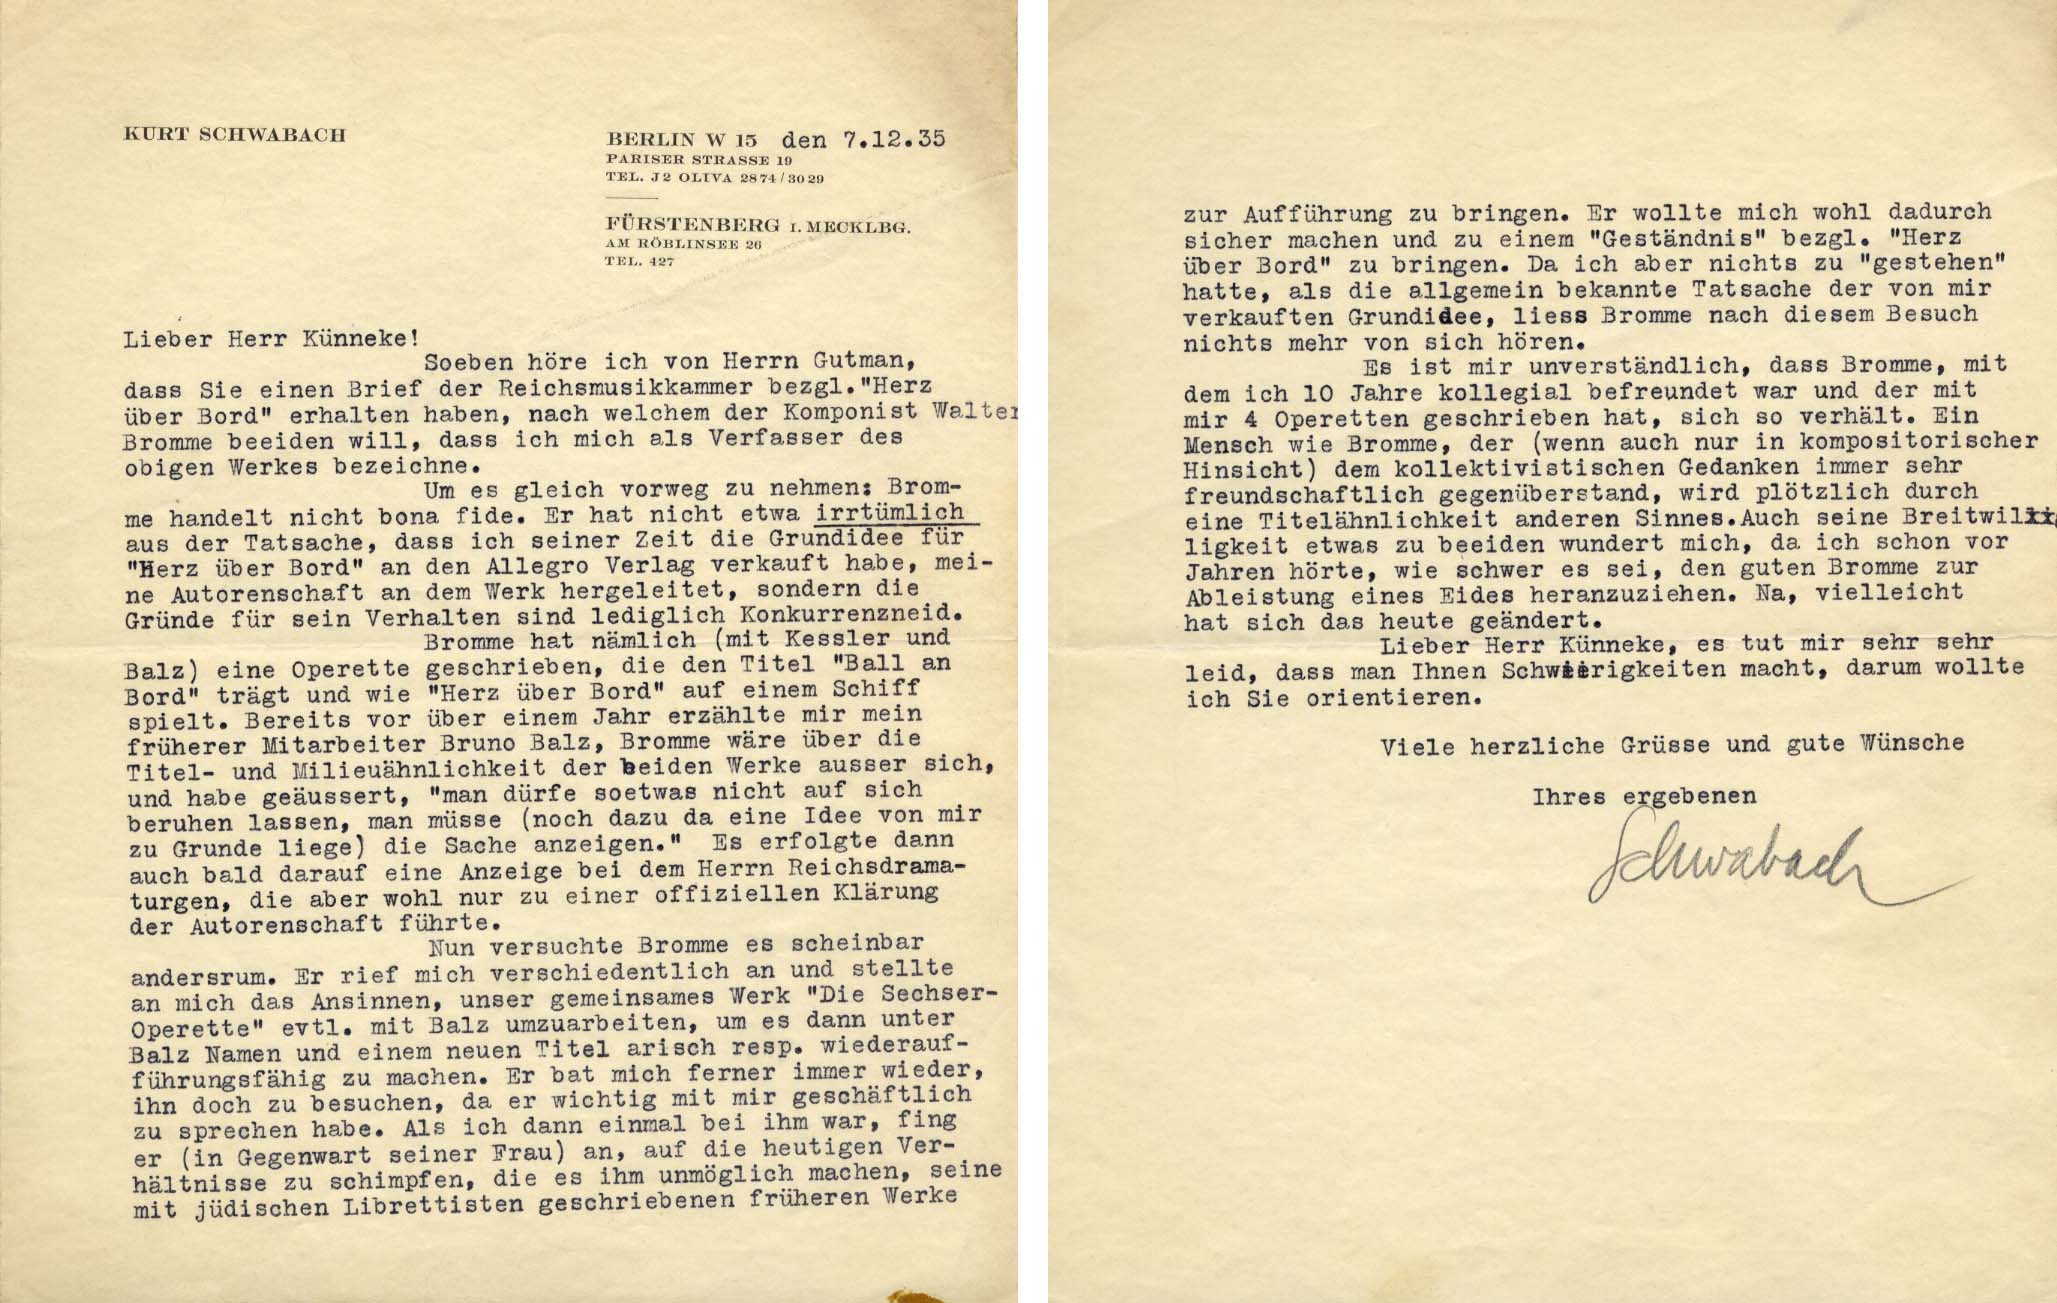 KURT SCHWABACH
BERLIN W 15 den 7.12.35
PARISER STRASSE 19
TEL. J2 OLIVA 2874/3029
FÜRSTENBERG I. MECKLBG.
AM RÖBLINSEE 26
TEL. 427
Lieber Herr Künneke!
Soeben höre ich von Herrn Gutman,
dass Sie einen Brief der Reichsmusikkammer bezgl."Herz
über Bord" erhalten haben, nach welchem der Komponist Walter
Bromme beeiden will, dass ich mich als Verfasser des
obigen Werkes bezeichne.
Um es gleich vorweg zu nehmen: Brom-
me handelt nicht bona fide. Er hat nicht etwa irrtümlich
aus der Tatsache, dass ich seiner Zeit die Grundidee für
"Herz über Bord" an den Allegro Verlag verkauft habe, mei-
ne Autorenschaft an dem Werk hergeleitet, sondern die
Gründe für sein Verhalten sind lediglich Konkurrenzneid.
Bromme hat nämlich (mit Kessler und
Balz) eine Operette geschrieben, die den Titel "Ball an
Bord" trägt und wie "Herz über Bord" auf einem Schiff
spielt. Bereits vor über einem Jahr erzählte mir mein
früherer Mitarbeiter Bruno Balz, Bromme wäre über die
Titel- und Milieuähnlichkeit der beiden Werke ausser sich,
und habe geäussert, "man dürfe soetwas nicht auf sich
beruhen lassen, man müsse (noch dazu da eine Idee von mir
zu Grunde liege) die Sache anzeigen." Es erfolgte dann
auch bald darauf eine Anzeige bei dem Herrn Reichsdrama-
turgen, die aber wohl nur zu einer offiziellen Klärung
der Autorenschaft führte.
Nun versuchte Bromme es scheinbar
andersrum. Er rief mich verschiedentlich an und stellte
an mich das Ansinnen, unser gemeinsames Werk "Die Sechser-
Operette" evtl. mit Balz umzuarbeiten, um es dann unter
Balz Namen und einem neuen Titel arisch resp. wiederauf-
führungsfähig zu machen. Er bat mich ferner immer wieder,
ihn doch zu besuchen, da er wichtig mit mir geschäftlich
zu sprechen habe. Als ich dann einmal bei ihm war, fing
er (in Gegenwart seiner Frau) an, auf die heutigen Ver-
hältnisse zu schimpfen, die es ihm unmöglich machen, seine
mit jüdischen Librettisten geschriebenen früheren Werke
zur Aufführung zu bringen. Er wollte mich wohl dadurch
sicher machen und zu einem "Geständnis" bezgl. "Herz
über Bord" zu bringen. Da ich aber nichts zu "gestehen"
hatte, als die allgemein bekannte Tatsache der von mir
verkauften Grundidee, liess Bromme nach diesem Besuch
nichts mehr von sich hören.
Es ist mir unverständlich, dass Bromme, mit
dem ich 10 Jahre kollegial befreundet war und der mit
mir 4 Operetten geschrieben hat, sich so verhält. Ein
Mensch wie Bromme, der (wenn auch nur in kompositorischer
Hinsicht) dem kollektivistischen Gedanken immer sehr
freundschaftlich gegenüberstand, wird plötzlich durch
eine Titelähnlichkeit anderen Sinnes.Auch seine Breitwil
ligkeit etwas zu beeiden wundert mich, da ich schon vor
Jahren hörte, wie schwer es sei, den guten Bromme zur
Ableistung eines Eides heranzuziehen. Na, vielleicht
hat sich das heute geändert.
Lieber Herr Künneke, es tut mir sehr sehr
leid, dass man Ihnen Schwierigkeiten macht, darum wollte
ich Sie orientieren.
Viele herzliche Grüsse und gute Wünsche
Ihres ergebenen
Schwabach